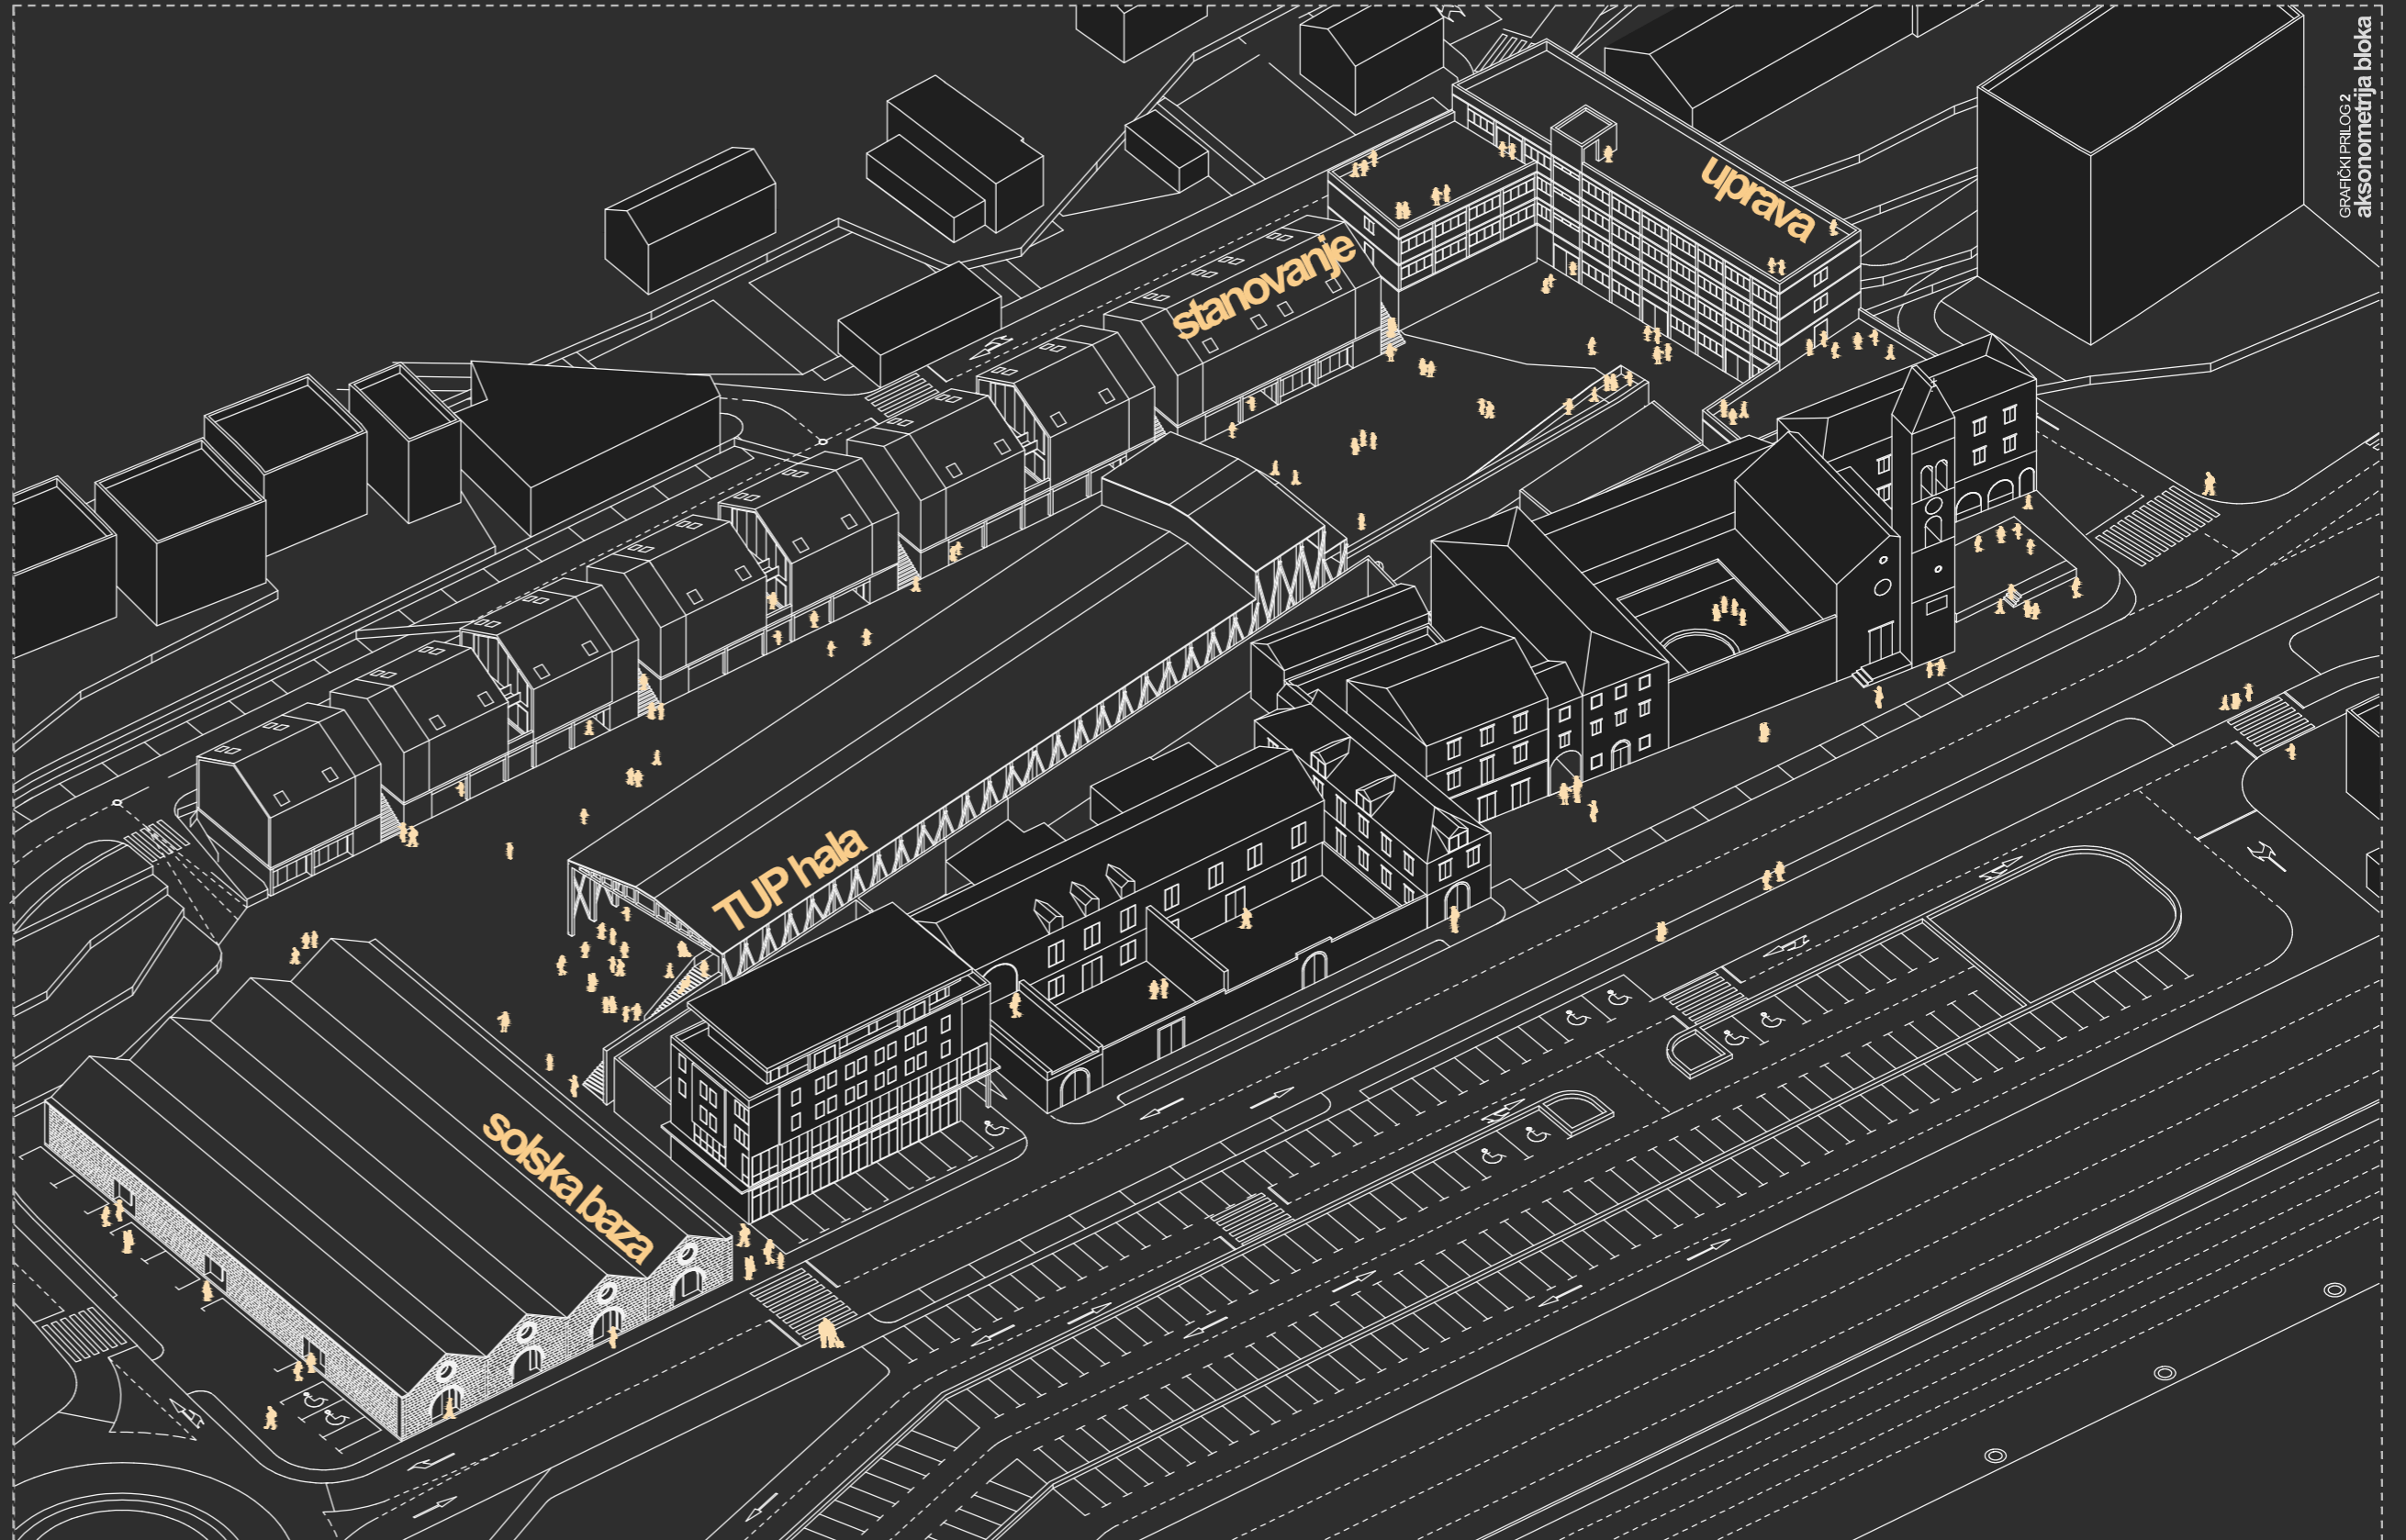 GRAFIČKI PRILOG 2
aksonometrija bloka
uprava
stanovanje
TUP hala
solska baza